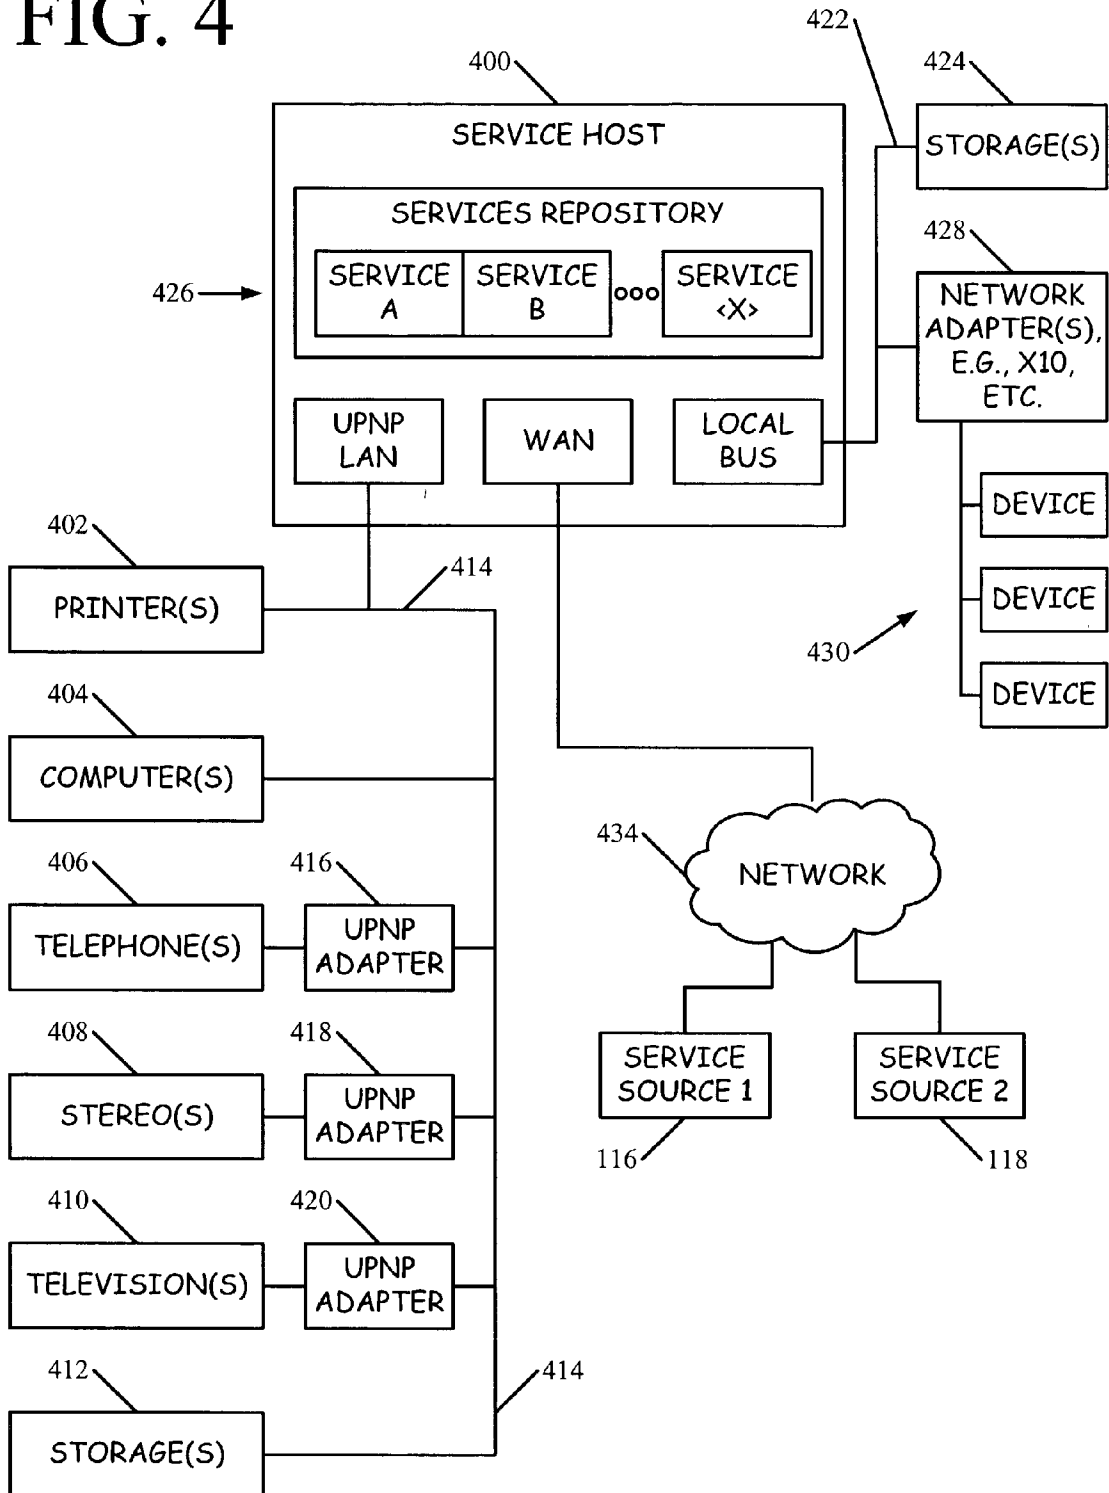 FIG. 4
422
400
424
SERVICE HOST
STORAGE(S)
SERVICES REPOSITORY
428
426
SERVICE
A
SERVICE
B
SERVICE
<X>
NETWORK
ADAPTER(S),
E.G., X10,
ETC.
UPNP
LAN
WAN
LOCAL
BUS
DEVICE
402
414
PRINTER(S)
DEVICE
430
404
DEVICE
COMPUTER(S)
434
NETWORK
406
416
TELEPHONE(S)
UPNP
ADAPTER
408
418
SERVICE
SOURCE 1
SERVICE
SOURCE 2
STEREO(S)
UPNP
ADAPTER
116
118
410
420
TELEVISION(S)
UPNP
ADAPTER
412
414
STORAGE(S)